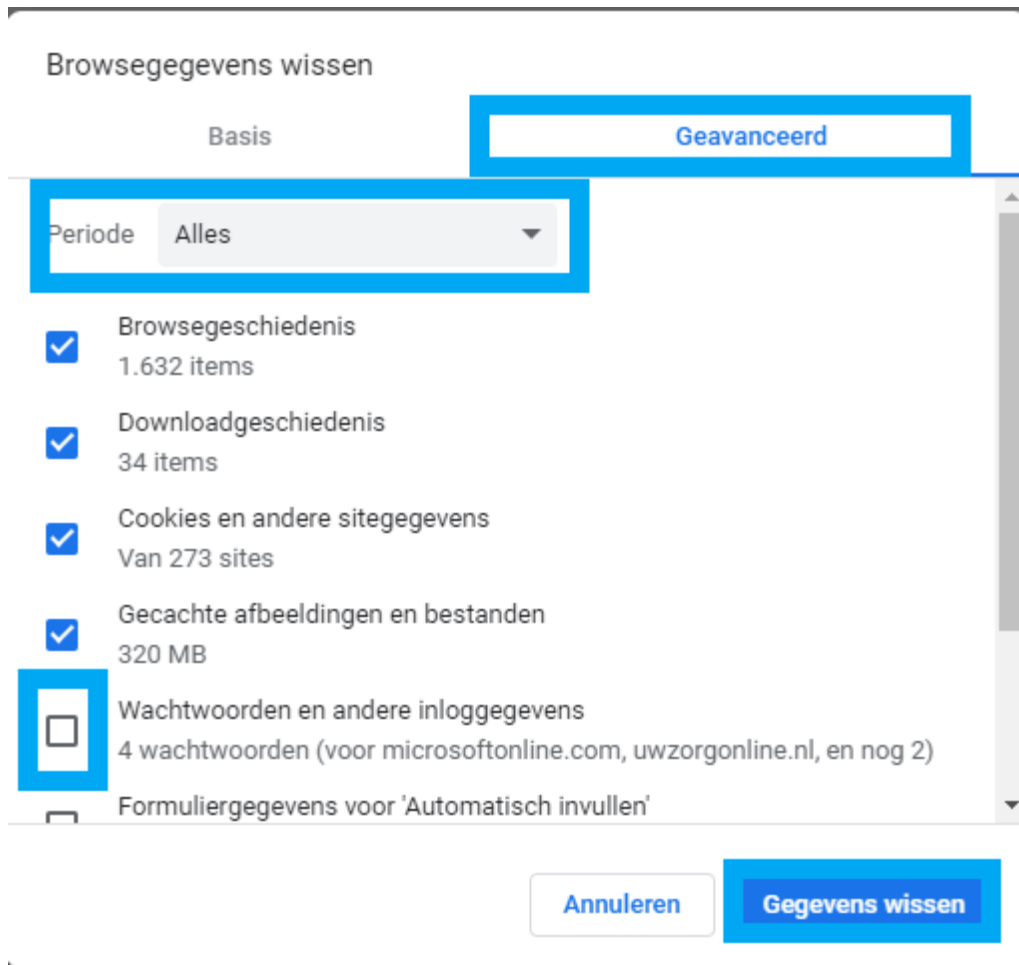 Browsegegevens wissen
Basis
Geavanceerd
Periode
Alles
Browsegeschiedenis
1.632 items
Downloadgeschiedenis
34 items
Cookies en andere sitegegevens
Van 273 sites
Gecachte afbeeldingen en bestanden
320 MB
Wachtwoorden en andere inloggegevens
4 wachtwoorden (voor microsoftonline.com, uwzorgonline.nl, en nog 2)
Formuliergegevens voor 'Automatisch invullen'
Annuleren
Gegevens wissen